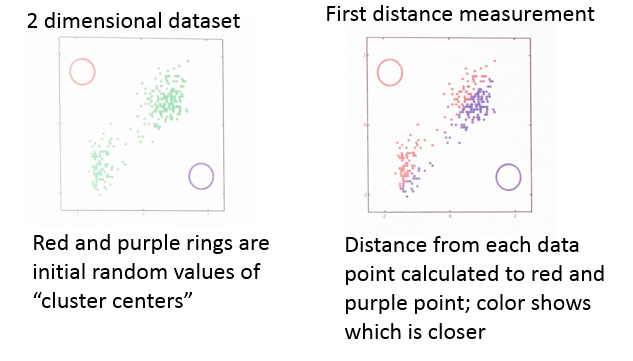 2 dimensional dataset
First distance measurement
Red and purple rings are
initial random values of
“cluster centers”
Distance from each data
point calculated to red and
purple point; color shows
which is closer